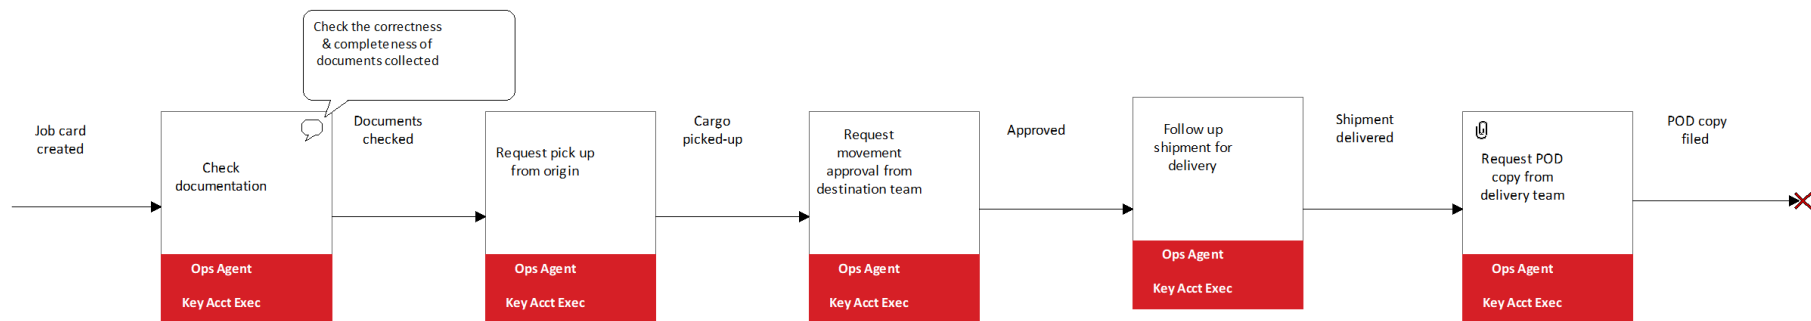 Check the correctness
& completeness of
documents collected
Job card
created
Check
documentation
Ops Agent
Key Acct Exec
Documents
checked
Request pick up
from origin
Ops Agent
Key Acct Exec
Cargo
picked-up
Request
movement
approval from
destination team
Ops Agent
Key Acct Exec
Approved
Follow up
shipment for
delivery
Ops Agent
Key Acct Exec
Shipment
delivered
Request POD
copy from
delivery team
Ops Agent
Key Acct Exec
POD copy
filed